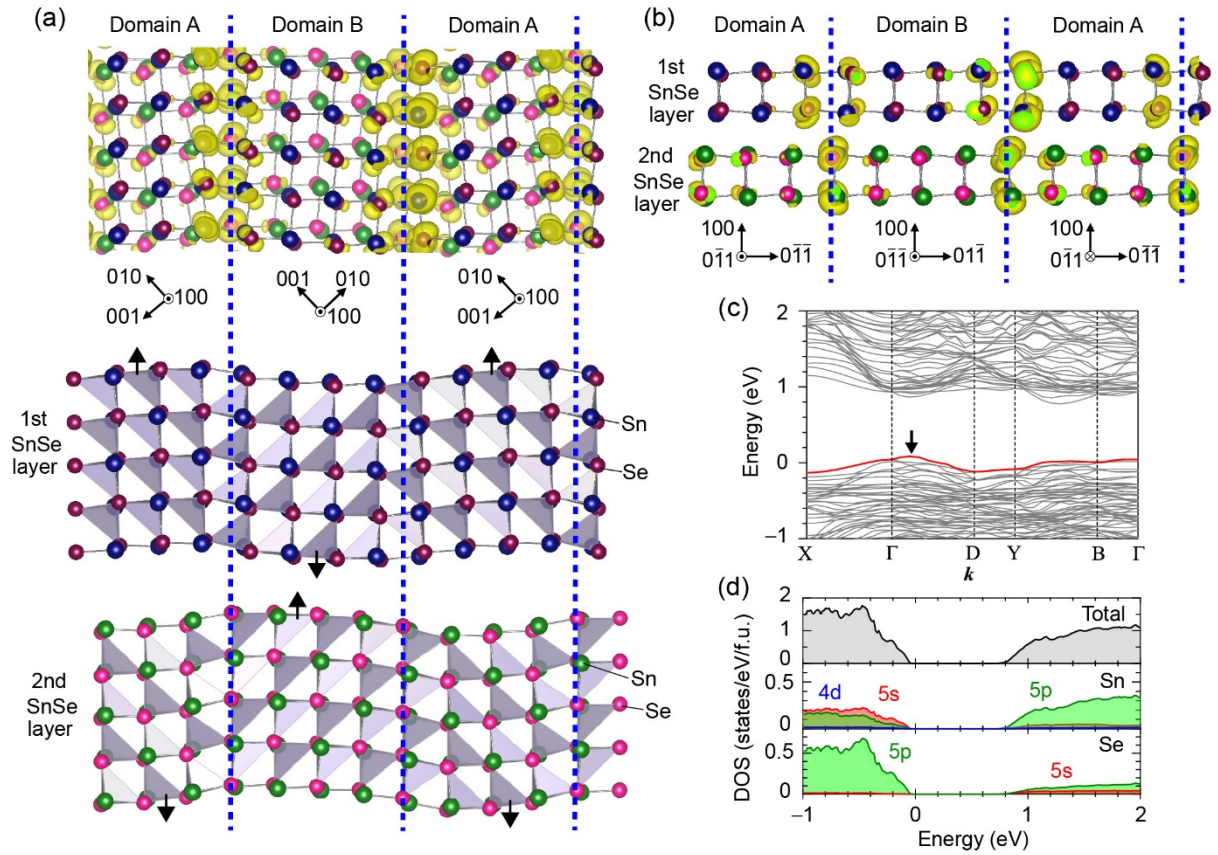 (a)
Domain A
Domain B
Domain A
010
001
100
001
010
100
010
001
100
1st
SnSe
layer
Sn
Se
2nd
SnSe
layer
Sn
Se
(b)
Domain A
Domain B
Domain A
1st
SnSe
layer
2nd
SnSe
layer
100
01̅1
01̅1̅
100
01̅1̅
011̅
100
01̅1
01̅1̅
(c)
2
1
0
−1
Energy (eV)
X
Γ
D
Y
B
Γ
k
(d)
2
1
0
Total
0.5
0
4d
5s
5p
Sn
0.5
0
5p
5s
Se
DOS (states/eV/f.u.)
−1
0
1
2
Energy (eV)